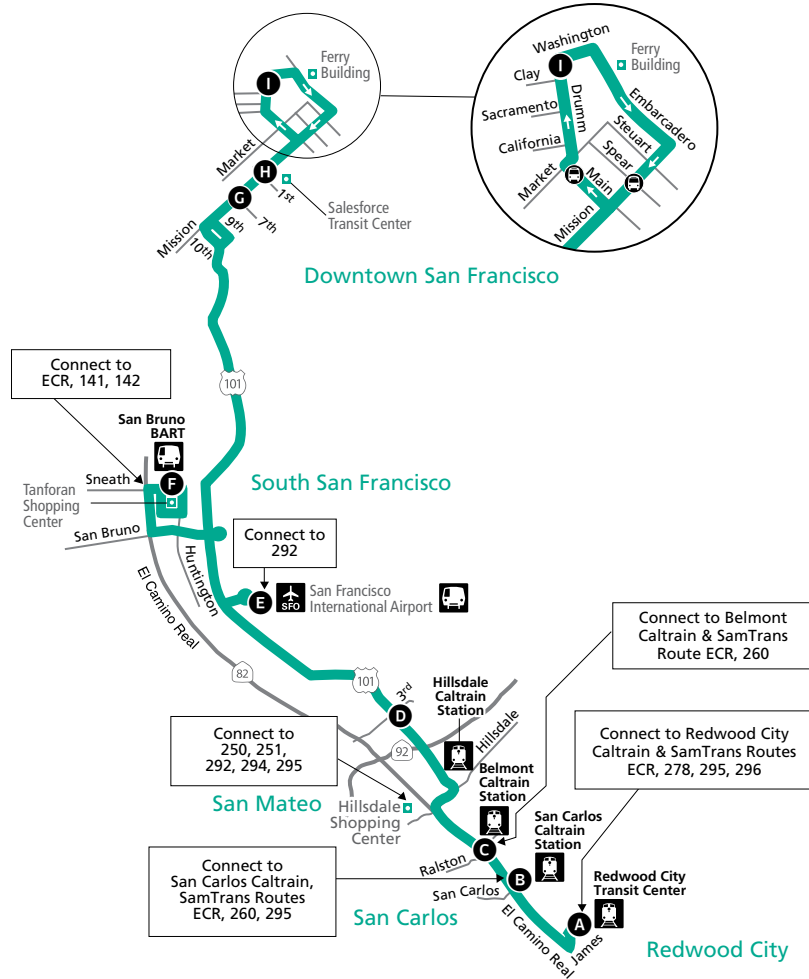 Washington
Ferry
Building
I
Clay
Embarcadero
Drumm
Sacramento
Steuart
California
Spear
Market
Main
Mission
Ferry
Building
I
Market
H
1st
G
Salesforce
Transit Center
7th
9th
Mission
10th
Downtown San Francisco
Connect to
ECR, 141, 142
101
San Bruno
BART
F
Sneath
South San Francisco
Tanforan
Shopping
Center
San Bruno
Connect to
292
Huntington
E
SFO
San Francisco
International Airport
El Camino Real
Connect to Belmont
Caltrain & SamTrans
Route ECR, 260
82
101
3rd
Hillsdale
Caltrain
Station
D
Connect to
250, 251,
292, 294, 295
92
Hillsdale
Connect to Redwood City
Caltrain & SamTrans Routes
ECR, 278, 295, 296
Belmont
Caltrain
Station
San Mateo
Hillsdale
Shopping
Center
San Carlos
Caltrain
Station
C
Ralston
Connect to
San Carlos Caltrain,
SamTrans Routes
ECR, 260, 295
B
San Carlos
Redwood City
Transit Center
A
San Carlos
El Camino Real
James
Redwood City